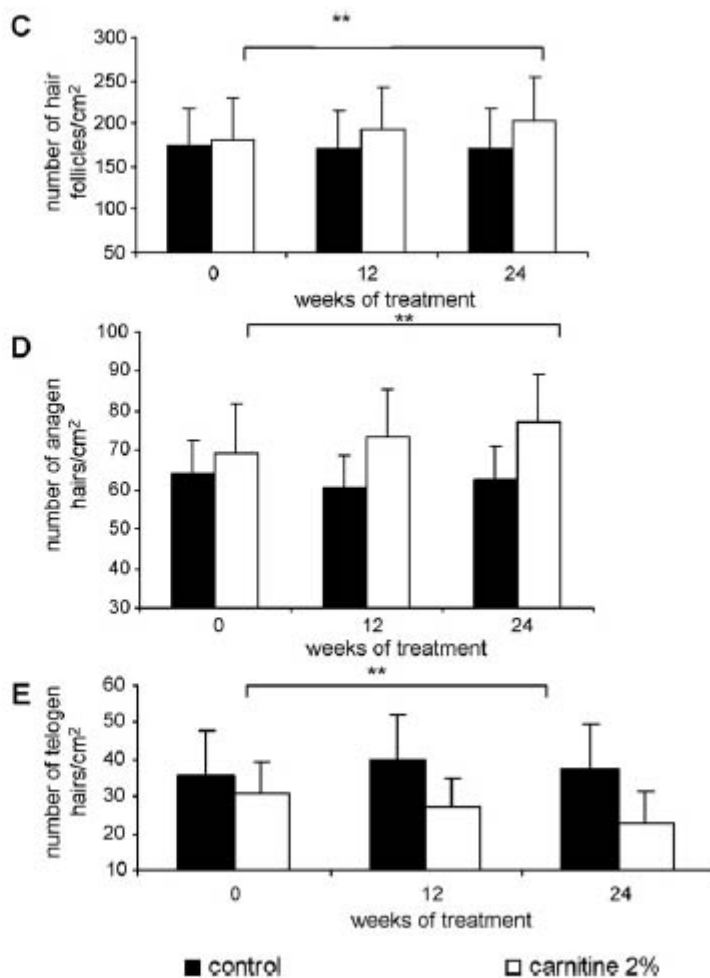 C
**
number of hair
follicles/cm²
300
250
200
150
100
50
0 12 24
weeks of treatment
D
**
number of anagen
hairs/cm²
100
90
80
70
60
50
40
30
0 12 24
weeks of treatment
E
**
number of telogen
hairs/cm²
60
50
40
30
20
10
0 12 24
weeks of treatment
control carnitine 2%